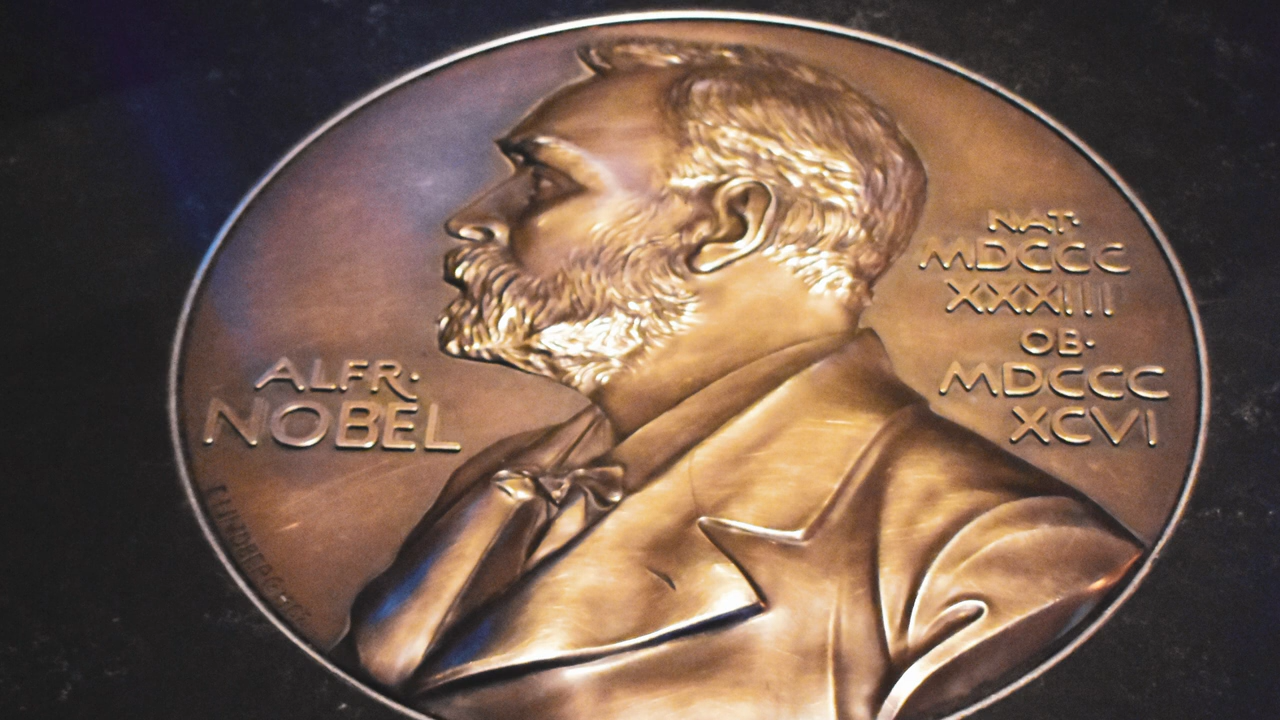 ALFR·
NOBEL
NAT·
MDCCC
XXXIII
OB·
MDCCC
XCVI